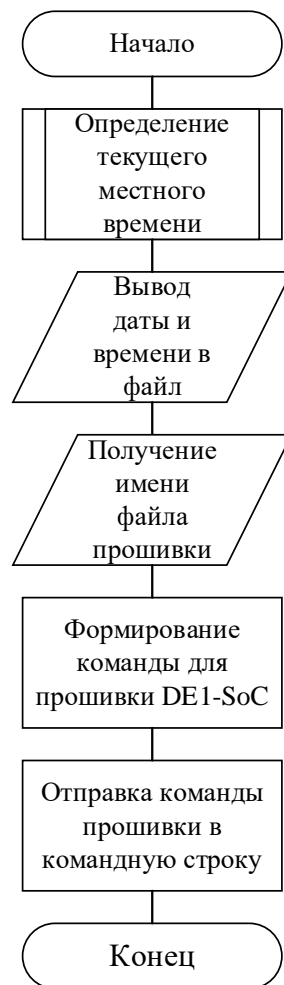 Начало
Определение
текущего
местного
времени
Вывод
даты и
времени в
файл
Получение
имени
файла
прошивки
Формирование
команды для
прошивки DE1-SoC
Отправка команды
прошивки в
командную строку
Конец